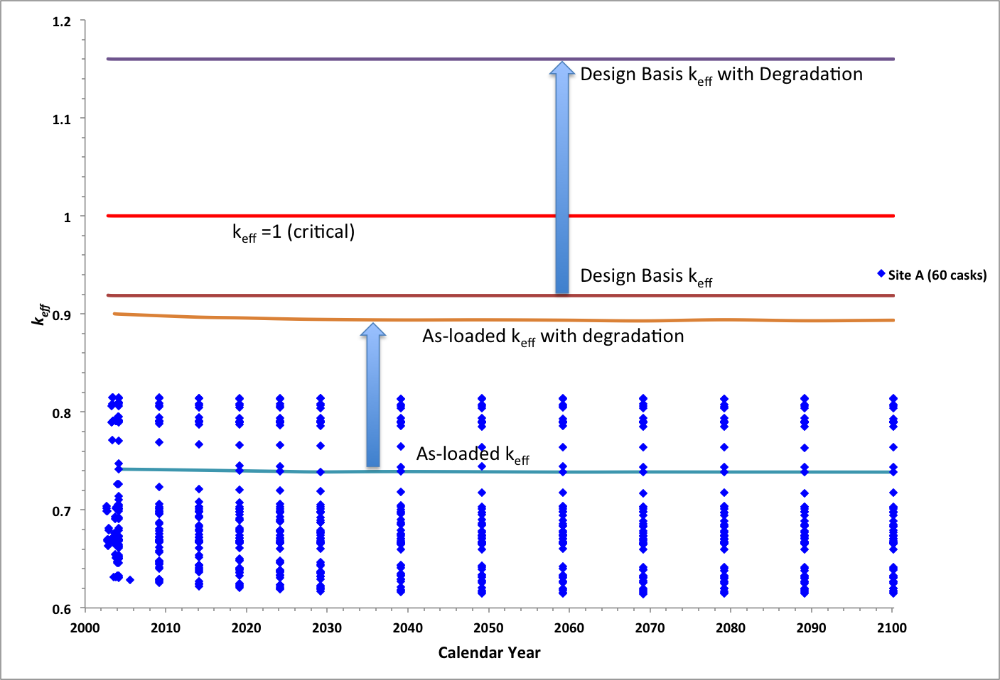 1.2
Design Basis keff with Degradation
1.1
1
keff =1 (critical)
Design Basis keff
Site A (60 casks)
keff
0.9
As-loaded keff with degradation
0.8
As-loaded keff
0.7
0.6
2000 2010 2020 2030 2040 2050 2060 2070 2080 2090 2100
Calendar Year